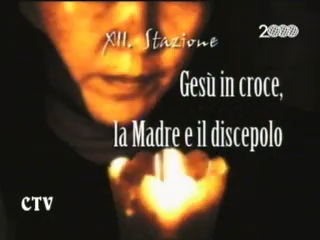 XII. Stazione
2000
Gesù in croce,
la Madre e il discepolo
CTV